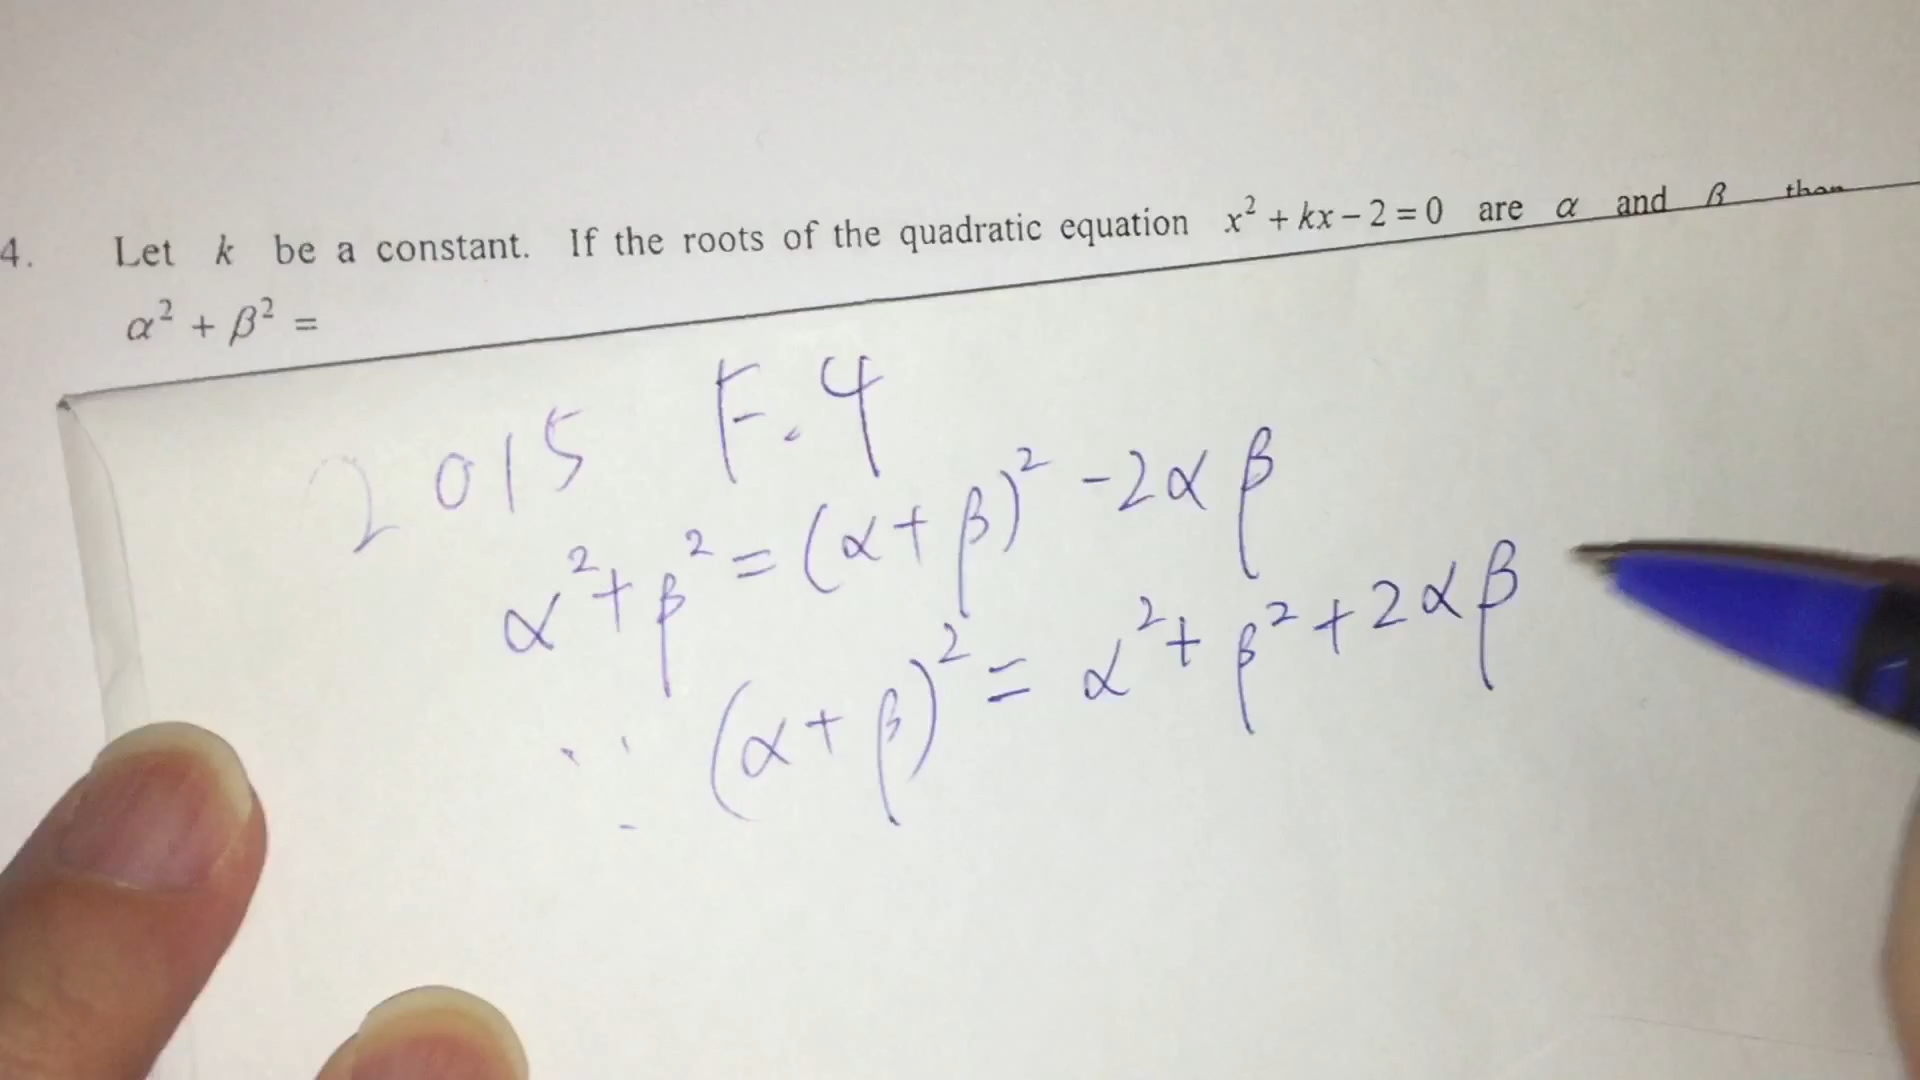 4. Let k be a constant. If the roots of the quadratic equation x² + kx − 2 = 0 are α and β
α² + β² =
2015 F.4
α² + β² = (α + β)² − 2αβ
∵ (α + β)² = α² + β² + 2αβ